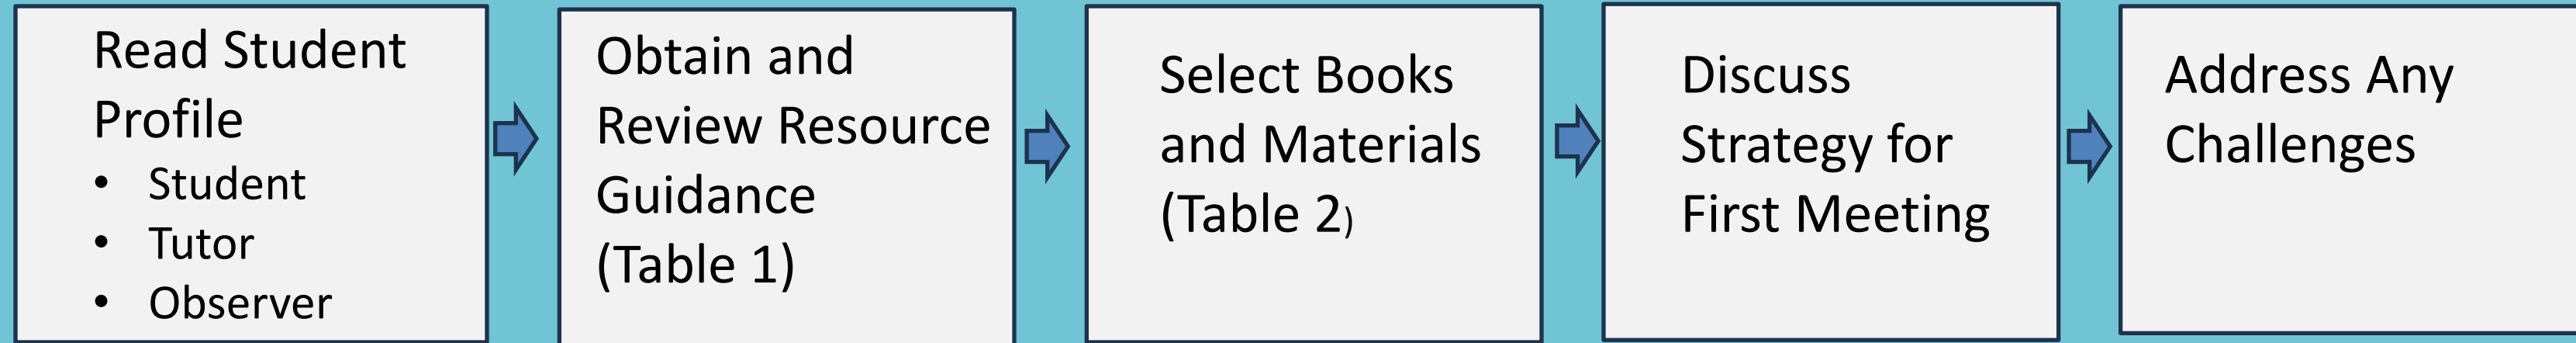 Read Student
Profile
• Student
• Tutor
• Observer
Obtain and
Review Resource
Guidance
(Table 1)
Select Books
and Materials
(Table 2)
Discuss
Strategy for
First Meeting
Address Any
Challenges